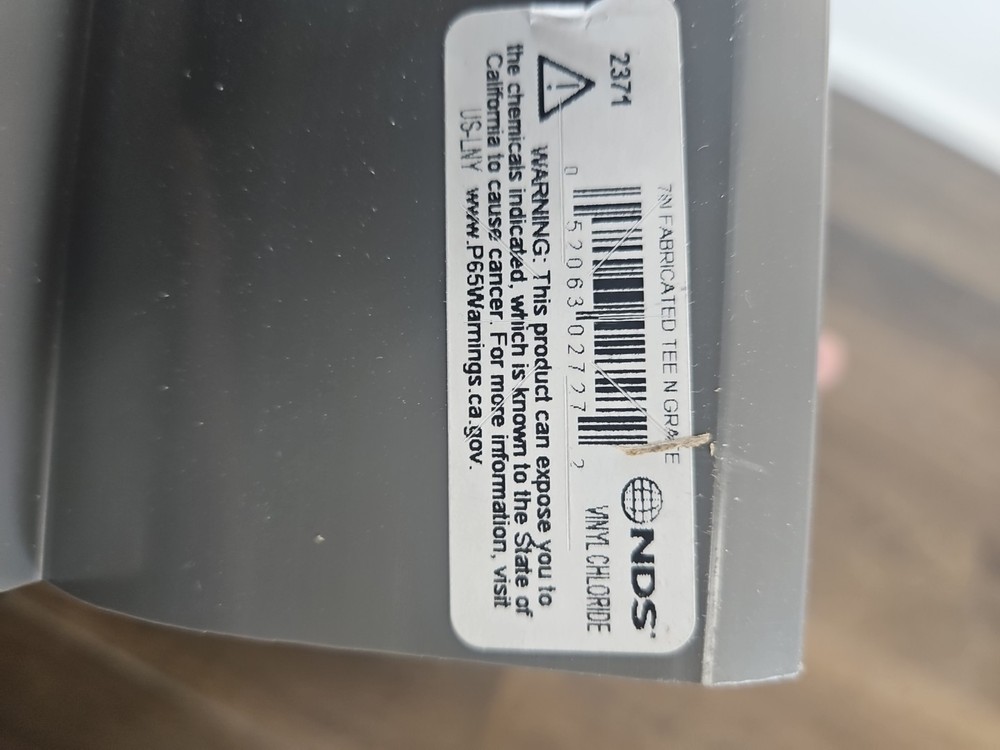 7IN FABRICATED TEE N GRATE
2371
NDS
0 52063 02727 2
VINYL CHLORIDE
WARNING: This product can expose you to
the chemicals indicated, which is known to the State of
California to cause cancer. For more information, visit
US-LNY www.P65Warnings.ca.gov.